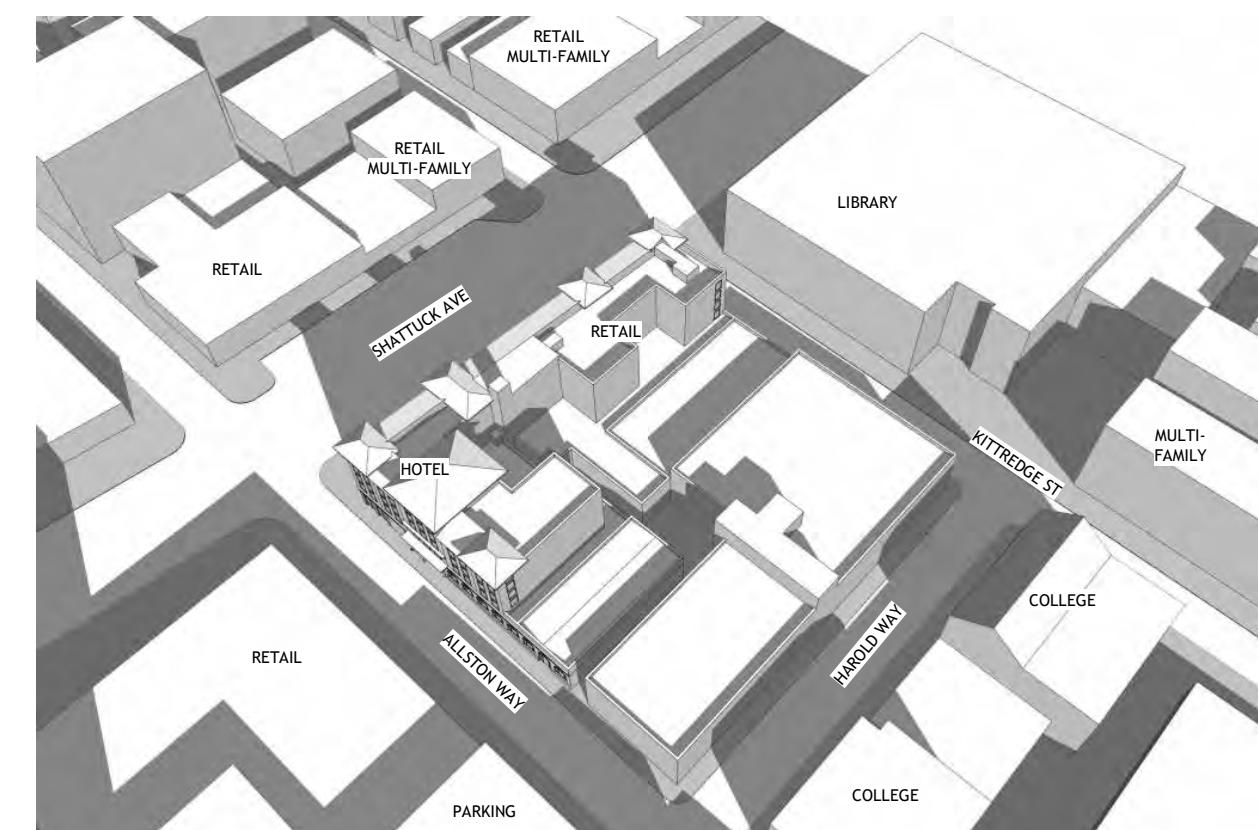 RETAIL
MULTI-FAMILY
RETAIL
MULTI-FAMILY
LIBRARY
RETAIL
SHATTUCK AVE
RETAIL
MULTI-
FAMILY
KITTREDGE ST
HOTEL
COLLEGE
HAROLD WAY
RETAIL
ALLSTON WAY
COLLEGE
PARKING